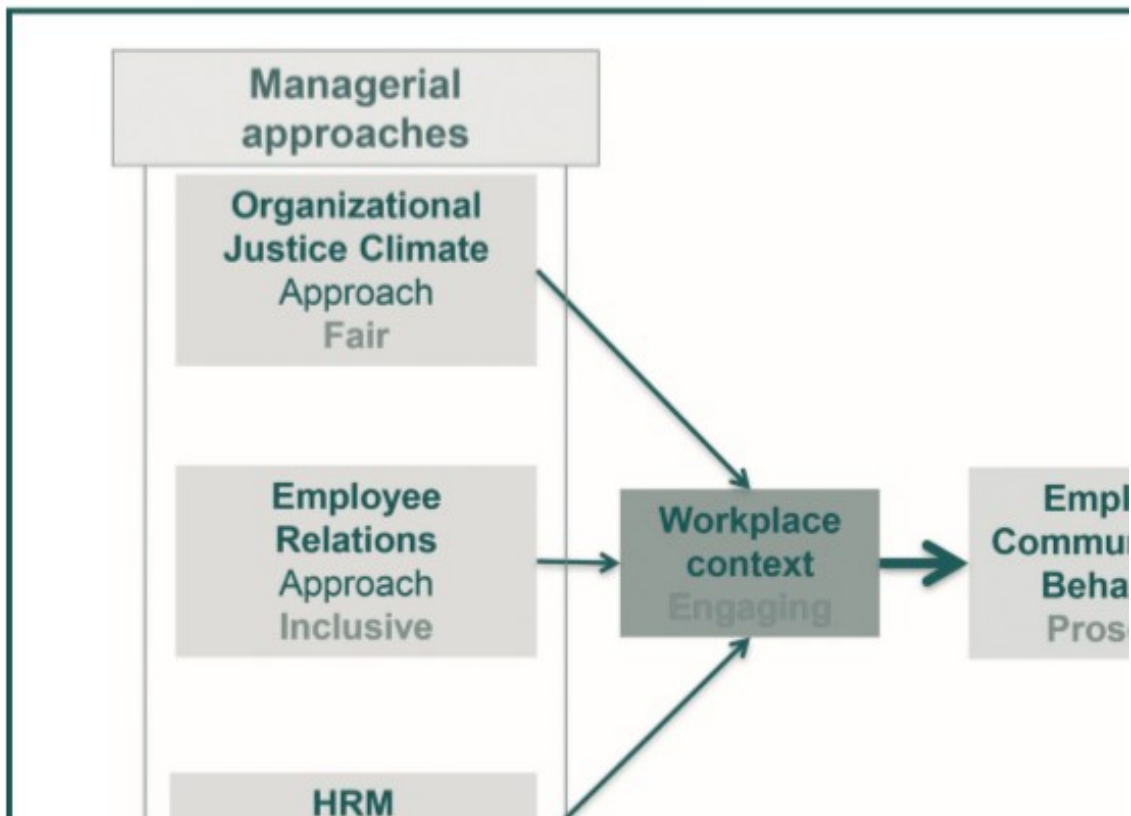 Managerial
approaches
Organizational
Justice Climate
Approach
Fair
Employee
Relations
Approach
Inclusive
HRM
Workplace
context
Engaging